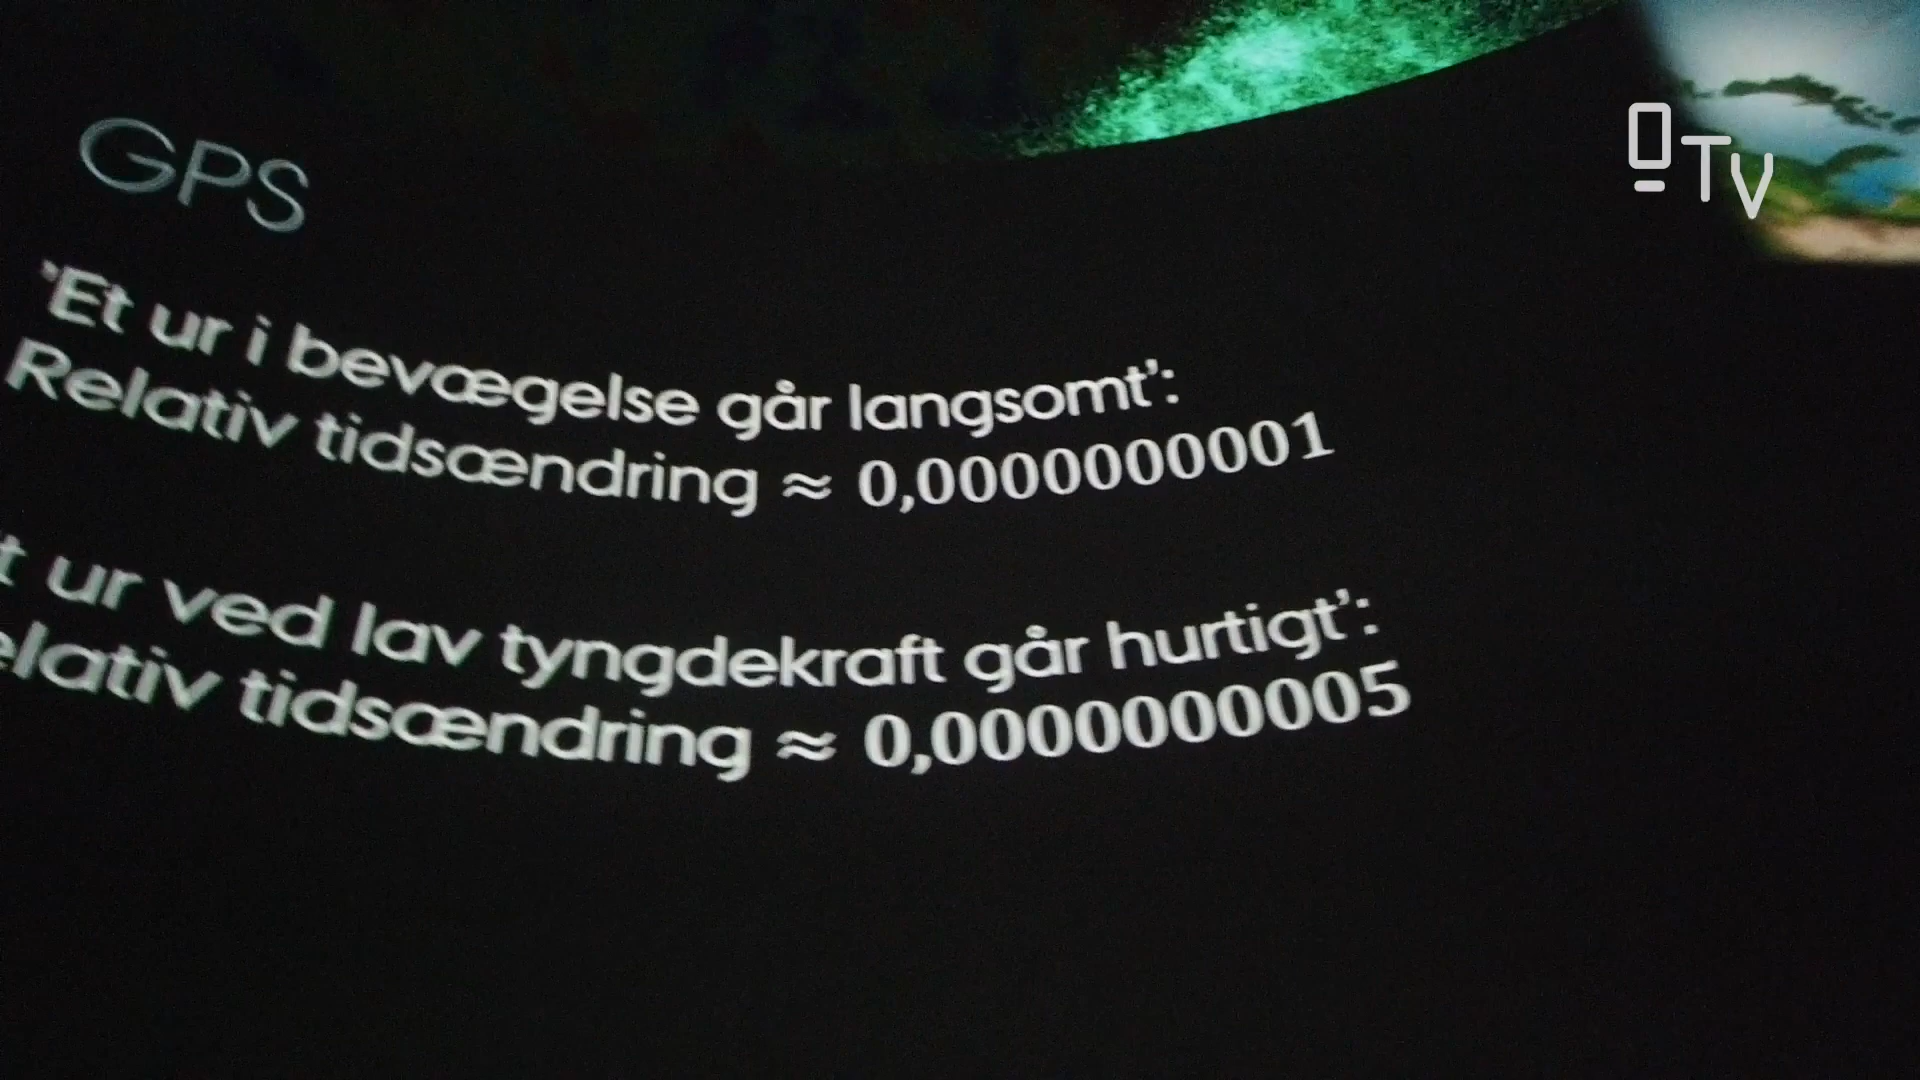 GPS
'Et ur i bevægelse går langsomt':
Relativ tidsændring ≈ 0,0000000001
t ur ved lav tyngdekraft går hurtigt':
elativ tidsændring ≈ 0,0000000005
TV